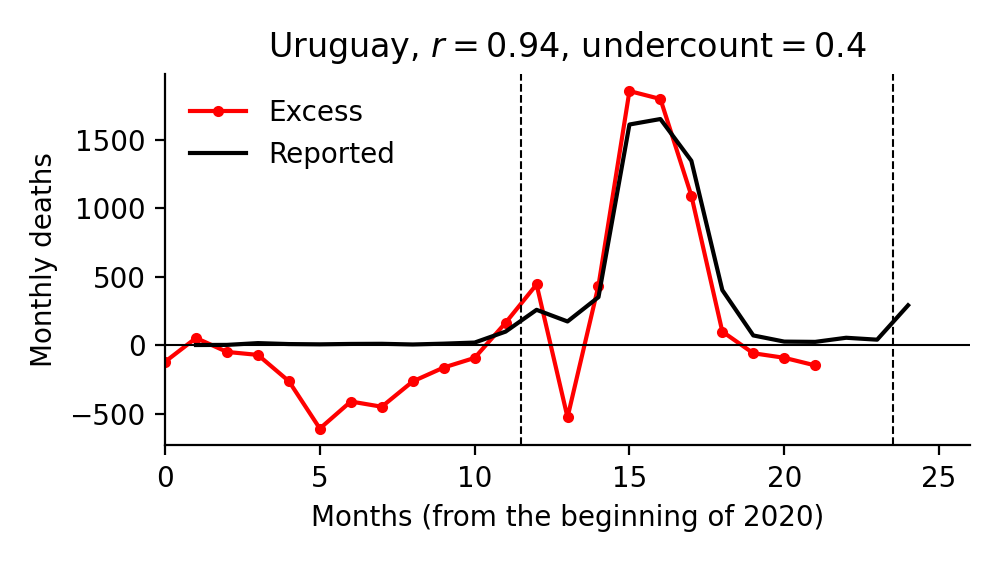 Uruguay, r = 0.94, undercount = 0.4
Excess
Reported
Monthly deaths
1500
1000
500
0
−500
0 5 10 15 20 25
Months (from the beginning of 2020)